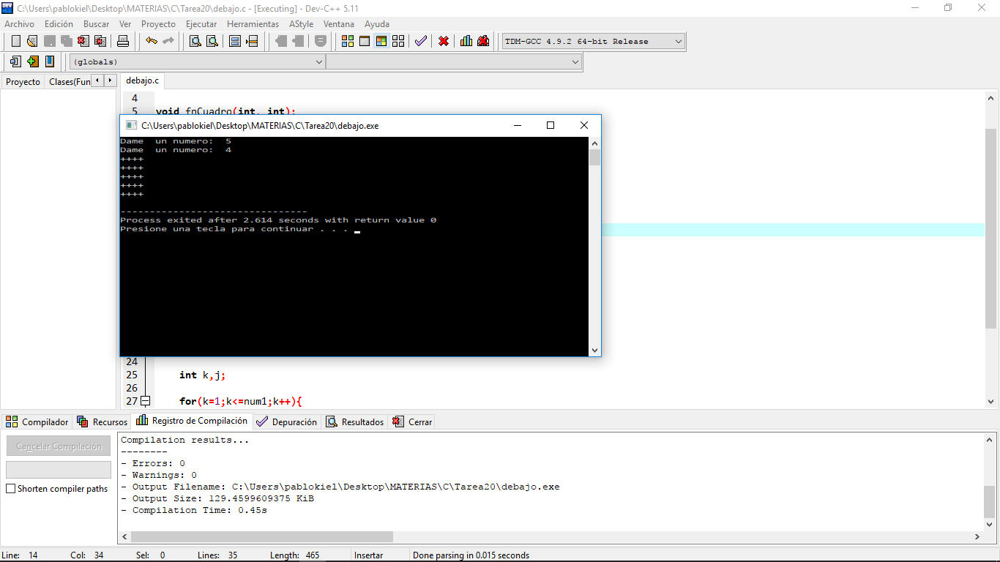 C:\Users\pablokiel\Desktop\MATERIAS\C\Tarea20\debajo.c - [Executing] - Dev-C++ 5.11
Archivo Edición Buscar Ver Proyecto Ejecutar Herramientas AStyle Ventana Ayuda
TDM-GCC 4.9.2 64-bit Release
(globals)
Proyecto Clases(Fun
debajo.c
4
5 void fnCuadro(int, int);
C:\Users\pablokiel\Desktop\MATERIAS\C\Tarea20\debajo.exe
Dame  un numero:  5
Dame  un numero:  4
++++
++++
++++
++++
++++
--------------------------------
Process exited after 2.614 seconds with return value 0
Presione una tecla para continuar . . .
24
25 int k,j;
26
27 for(k=1;k<=num1;k++){
Compilador Recursos Registro de Compilación Depuración Resultados Cerrar
Cancelar Compilación
Shorten compiler paths
Compilation results...
--------
- Errors: 0
- Warnings: 0
- Output Filename: C:\Users\pablokiel\Desktop\MATERIAS\C\Tarea20\debajo.exe
- Output Size: 129.4599609375 KiB
- Compilation Time: 0.45s
Line: 14 Col: 34 Sel: 0 Lines: 35 Length: 465 Insertar Done parsing in 0.015 seconds